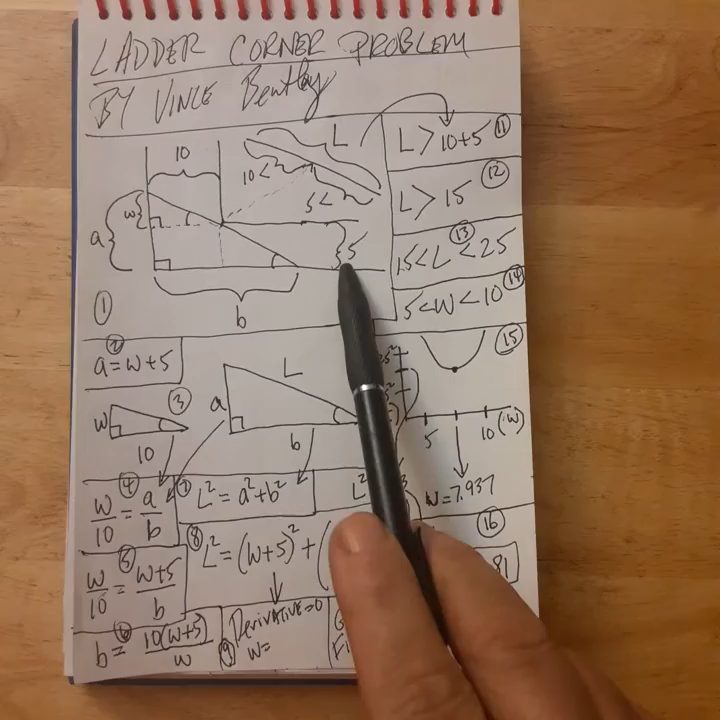 LADDER CORNER PROBLEM
BY VINCE Bentley
10
L
10<
5<
w
a
5
b
①
L > 10+5 ⑪
L > 15 ⑫
15<L<25 ⑬
5<W<10 ⑭
a=w+5 ②
w
10
③
a
L
b
⑮
5
10 (w)
W=7.937
w/10 = a/b ④
⑦ L²=a²+b²
L²
w/10 = w+5/b ⑤
⑧ L²=(w+5)²+(
⑯
81
b = 10(w+5)/w ⑥
⑨ Derivative=0
w=